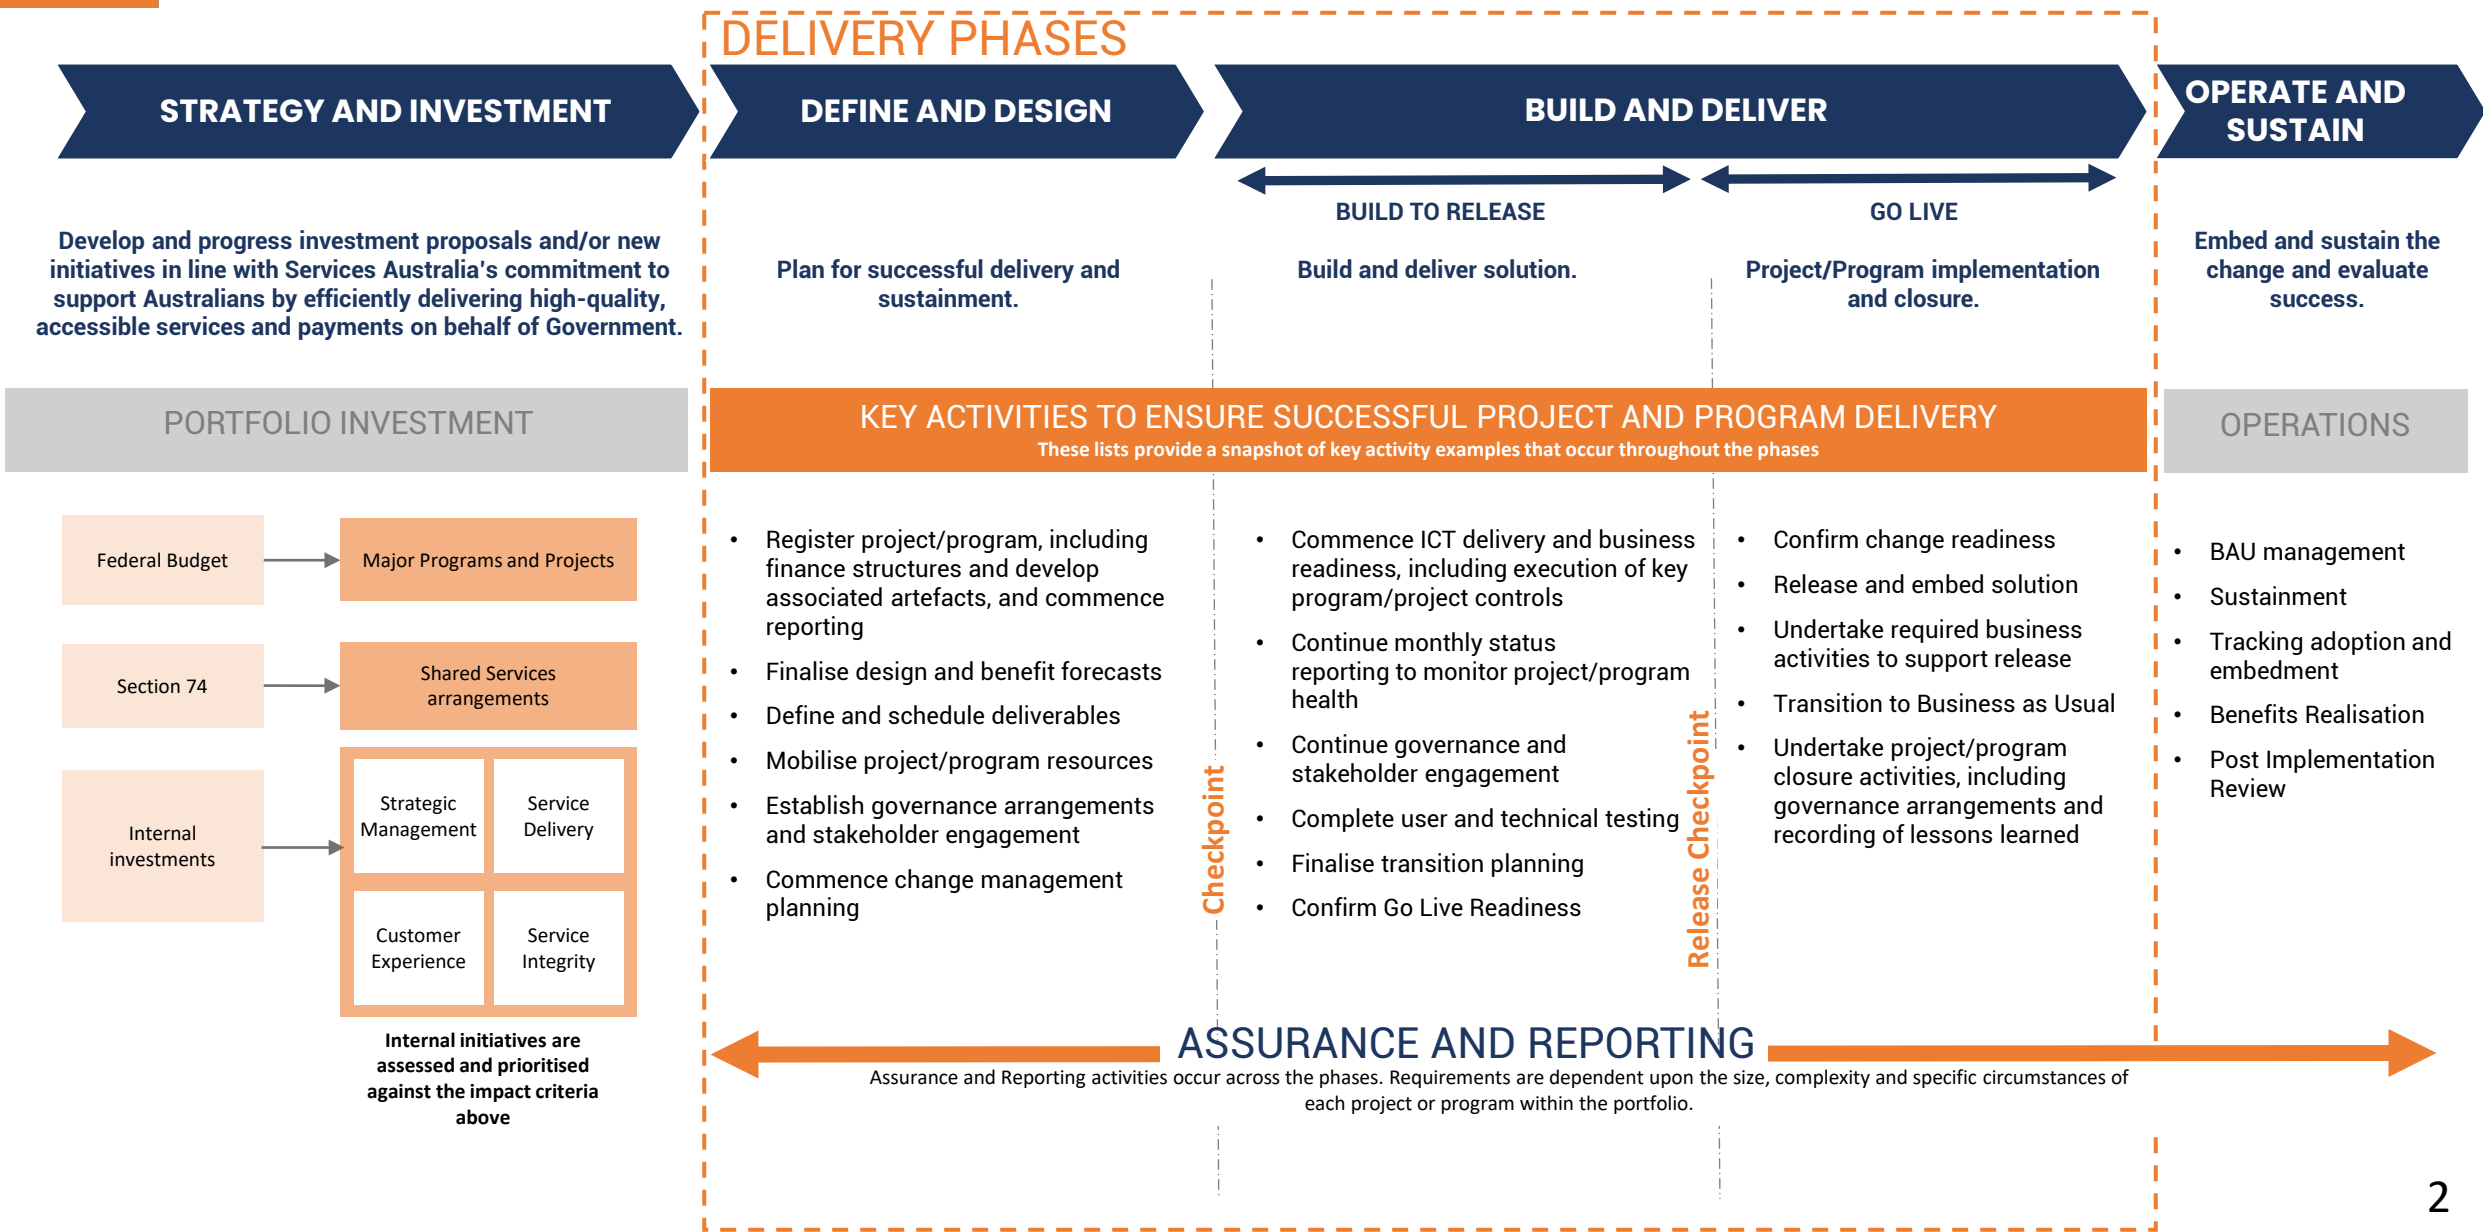 DELIVERY PHASES
STRATEGY AND INVESTMENT
DEFINE AND DESIGN
BUILD AND DELIVER
OPERATE AND
SUSTAIN
BUILD TO RELEASE
GO LIVE
Develop and progress investment proposals and/or new
initiatives in line with Services Australia's commitment to
support Australians by efficiently delivering high-quality,
accessible services and payments on behalf of Government.
Plan for successful delivery and
sustainment.
Build and deliver solution.
Project/Program implementation
and closure.
Embed and sustain the
change and evaluate
success.
PORTFOLIO INVESTMENT
KEY ACTIVITIES TO ENSURE SUCCESSFUL PROJECT AND PROGRAM DELIVERY
These lists provide a snapshot of key activity examples that occur throughout the phases
OPERATIONS
Federal Budget
Major Programs and Projects
Section 74
Shared Services
arrangements
Internal
investments
Strategic
Management
Service
Delivery
Customer
Experience
Service
Integrity
Internal initiatives are
assessed and prioritised
against the impact criteria
above
• Register project/program, including
finance structures and develop
associated artefacts, and commence
reporting
• Finalise design and benefit forecasts
• Define and schedule deliverables
• Mobilise project/program resources
• Establish governance arrangements
and stakeholder engagement
• Commence change management
planning
Checkpoint
• Commence ICT delivery and business
readiness, including execution of key
program/project controls
• Continue monthly status
reporting to monitor project/program
health
• Continue governance and
stakeholder engagement
• Complete user and technical testing
• Finalise transition planning
• Confirm Go Live Readiness
Release Checkpoint
• Confirm change readiness
• Release and embed solution
• Undertake required business
activities to support release
• Transition to Business as Usual
• Undertake project/program
closure activities, including
governance arrangements and
recording of lessons learned
• BAU management
• Sustainment
• Tracking adoption and
embedment
• Benefits Realisation
• Post Implementation
Review
ASSURANCE AND REPORTING
Assurance and Reporting activities occur across the phases. Requirements are dependent upon the size, complexity and specific circumstances of
each project or program within the portfolio.
2